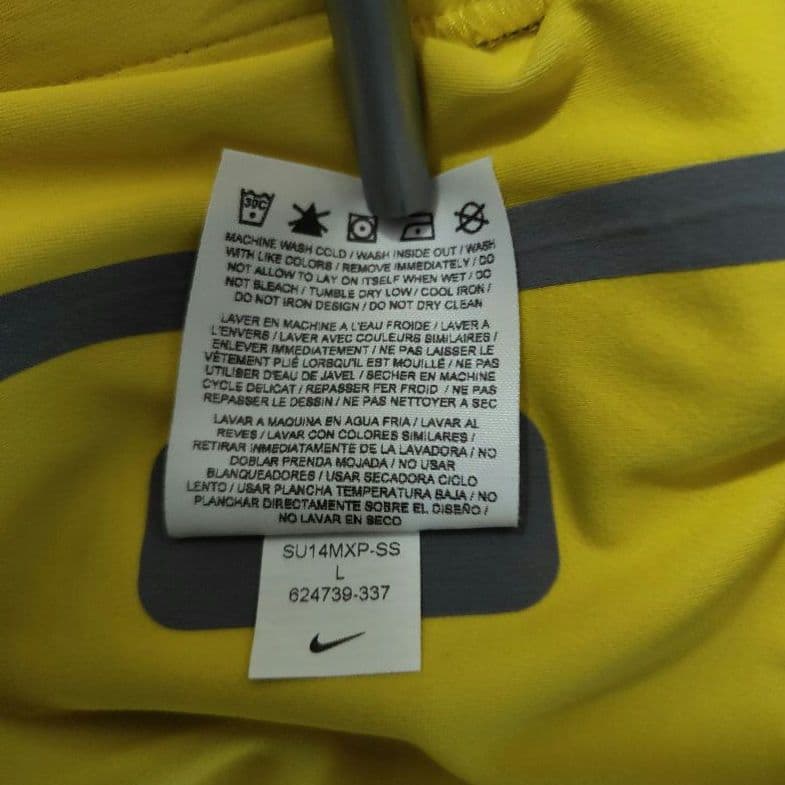 30C
MACHINE WASH COLD / WASH INSIDE OUT / WASH
WITH LIKE COLORS / REMOVE IMMEDIATELY / DO
NOT ALLOW TO LAY ON ITSELF WHEN WET / DO
NOT BLEACH / TUMBLE DRY LOW / COOL IRON /
DO NOT IRON DESIGN / DO NOT DRY CLEAN
LAVER EN MACHINE A L'EAU FROIDE / LAVER A
L'ENVERS / LAVER AVEC COULEURS SIMILAIRES /
ENLEVER IMMEDIATEMENT / NE PAS LAISSER LE
VÊTEMENT PLIÉ LORSQU'IL EST MOUILLÉ / NE PAS
UTILISER D'EAU DE JAVEL / SECHER EN MACHINE
CYCLE DELICAT / REPASSER FER FROID / NE PAS
REPASSER LE DESSIN / NE PAS NETTOYER A SEC
LAVAR A MAQUINA EN AGUA FRIA / LAVAR AL
REVES / LAVAR CON COLORES SIMILARES /
RETIRAR INMEDIATAMENTE DE LA LAVADORA / NO
DOBLAR PRENDA MOJADA / NO USAR
BLANQUEADORES / USAR SECADORA CICLO
LENTO / USAR PLANCHA TEMPERATURA BAJA / NO
PLANCHAR DIRECTAMENTE SOBRE EL DISEÑO /
NO LAVAR EN SECO
SU14MXP-SS
L
624739-337